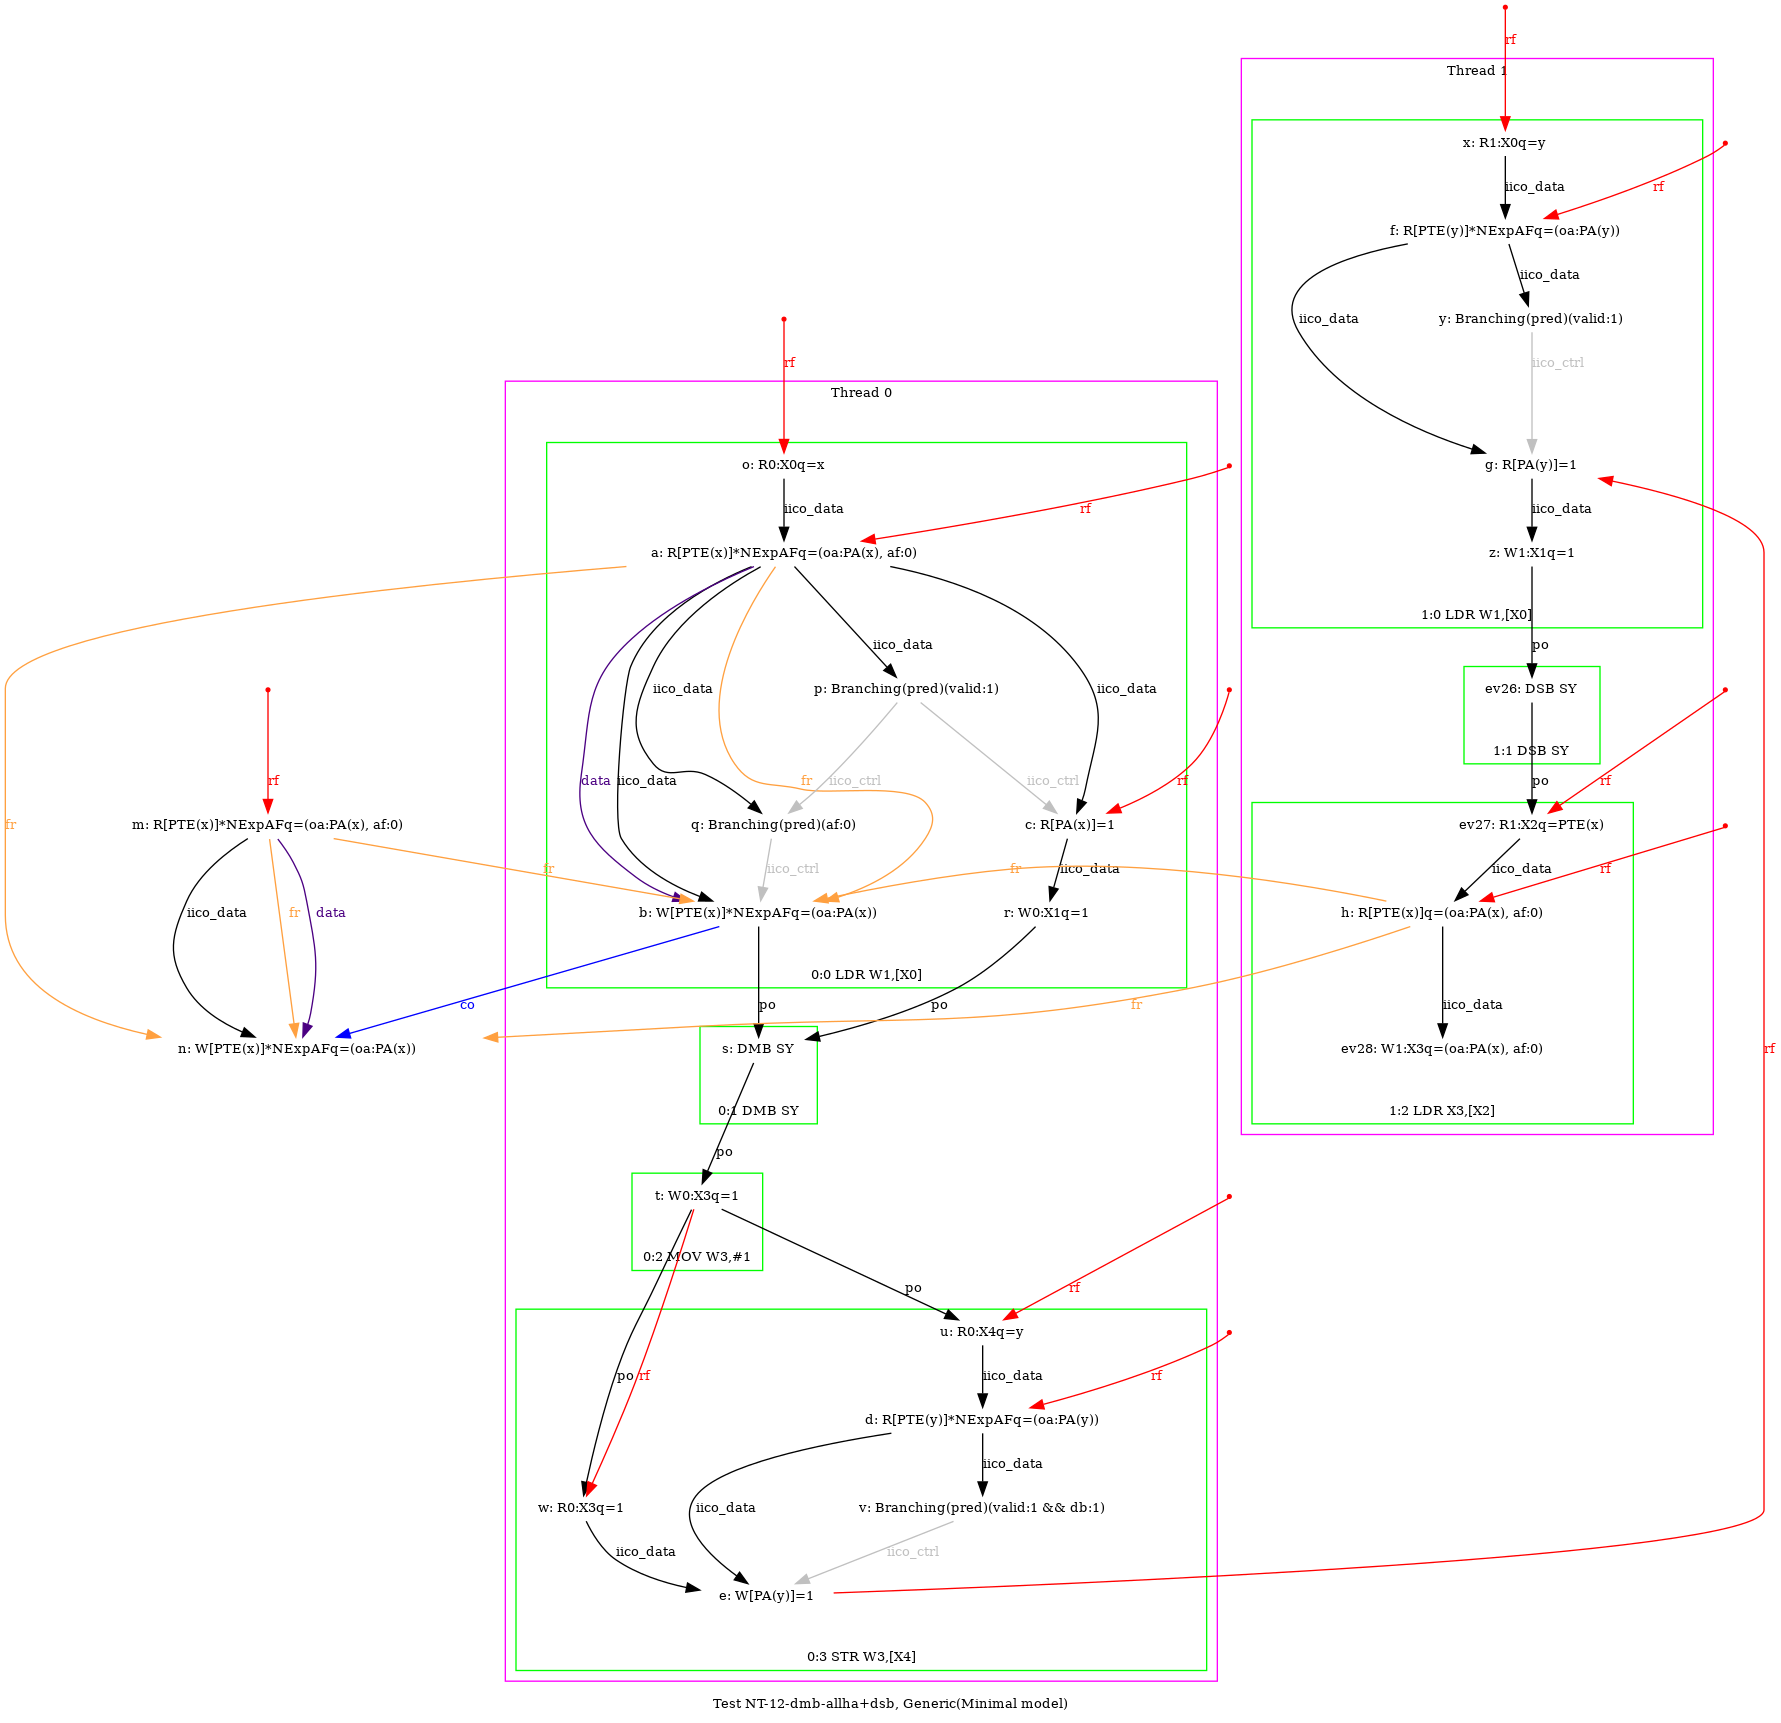 rf
Thread 1
x: R1:X0q=y
iico_data
rf
f: R[PTE(y)]*NExpAFq=(oa:PA(y))
iico_data
iico_data
y: Branching(pred)(valid:1)
rf
iico_ctrl
Thread 0
o: R0:X0q=x
g: R[PA(y)]=1
iico_data
rf
iico_data
a: R[PTE(x)]*NExpAFq=(oa:PA(x), af:0)
z: W1:X1q=1
1:0 LDR W1,[X0]
iico_data
po
iico_data
p: Branching(pred)(valid:1)
iico_data
ev26: DSB SY
1:1 DSB SY
rf
data
iico_data
fr
iico_ctrl
iico_ctrl
rf
po
rf
fr
m: R[PTE(x)]*NExpAFq=(oa:PA(x), af:0)
q: Branching(pred)(af:0)
c: R[PA(x)]=1
ev27: R1:X2q=PTE(x)
fr
iico_ctrl
fr
iico_data
iico_data
rf
iico_data
fr
data
b: W[PTE(x)]*NExpAFq=(oa:PA(x))
r: W0:X1q=1
h: R[PTE(x)]q=(oa:PA(x), af:0)
0:0 LDR W1,[X0]
co
po
po
fr
iico_data
n: W[PTE(x)]*NExpAFq=(oa:PA(x))
s: DMB SY
ev28: W1:X3q=(oa:PA(x), af:0)
rf
0:1 DMB SY
1:2 LDR X3,[X2]
po
t: W0:X3q=1
0:2 MOV W3,#1
po
rf
u: R0:X4q=y
po
rf
iico_data
rf
d: R[PTE(y)]*NExpAFq=(oa:PA(y))
iico_data
w: R0:X3q=1
iico_data
v: Branching(pred)(valid:1 && db:1)
iico_data
iico_ctrl
e: W[PA(y)]=1
0:3 STR W3,[X4]
Test NT-12-dmb-allha+dsb, Generic(Minimal model)